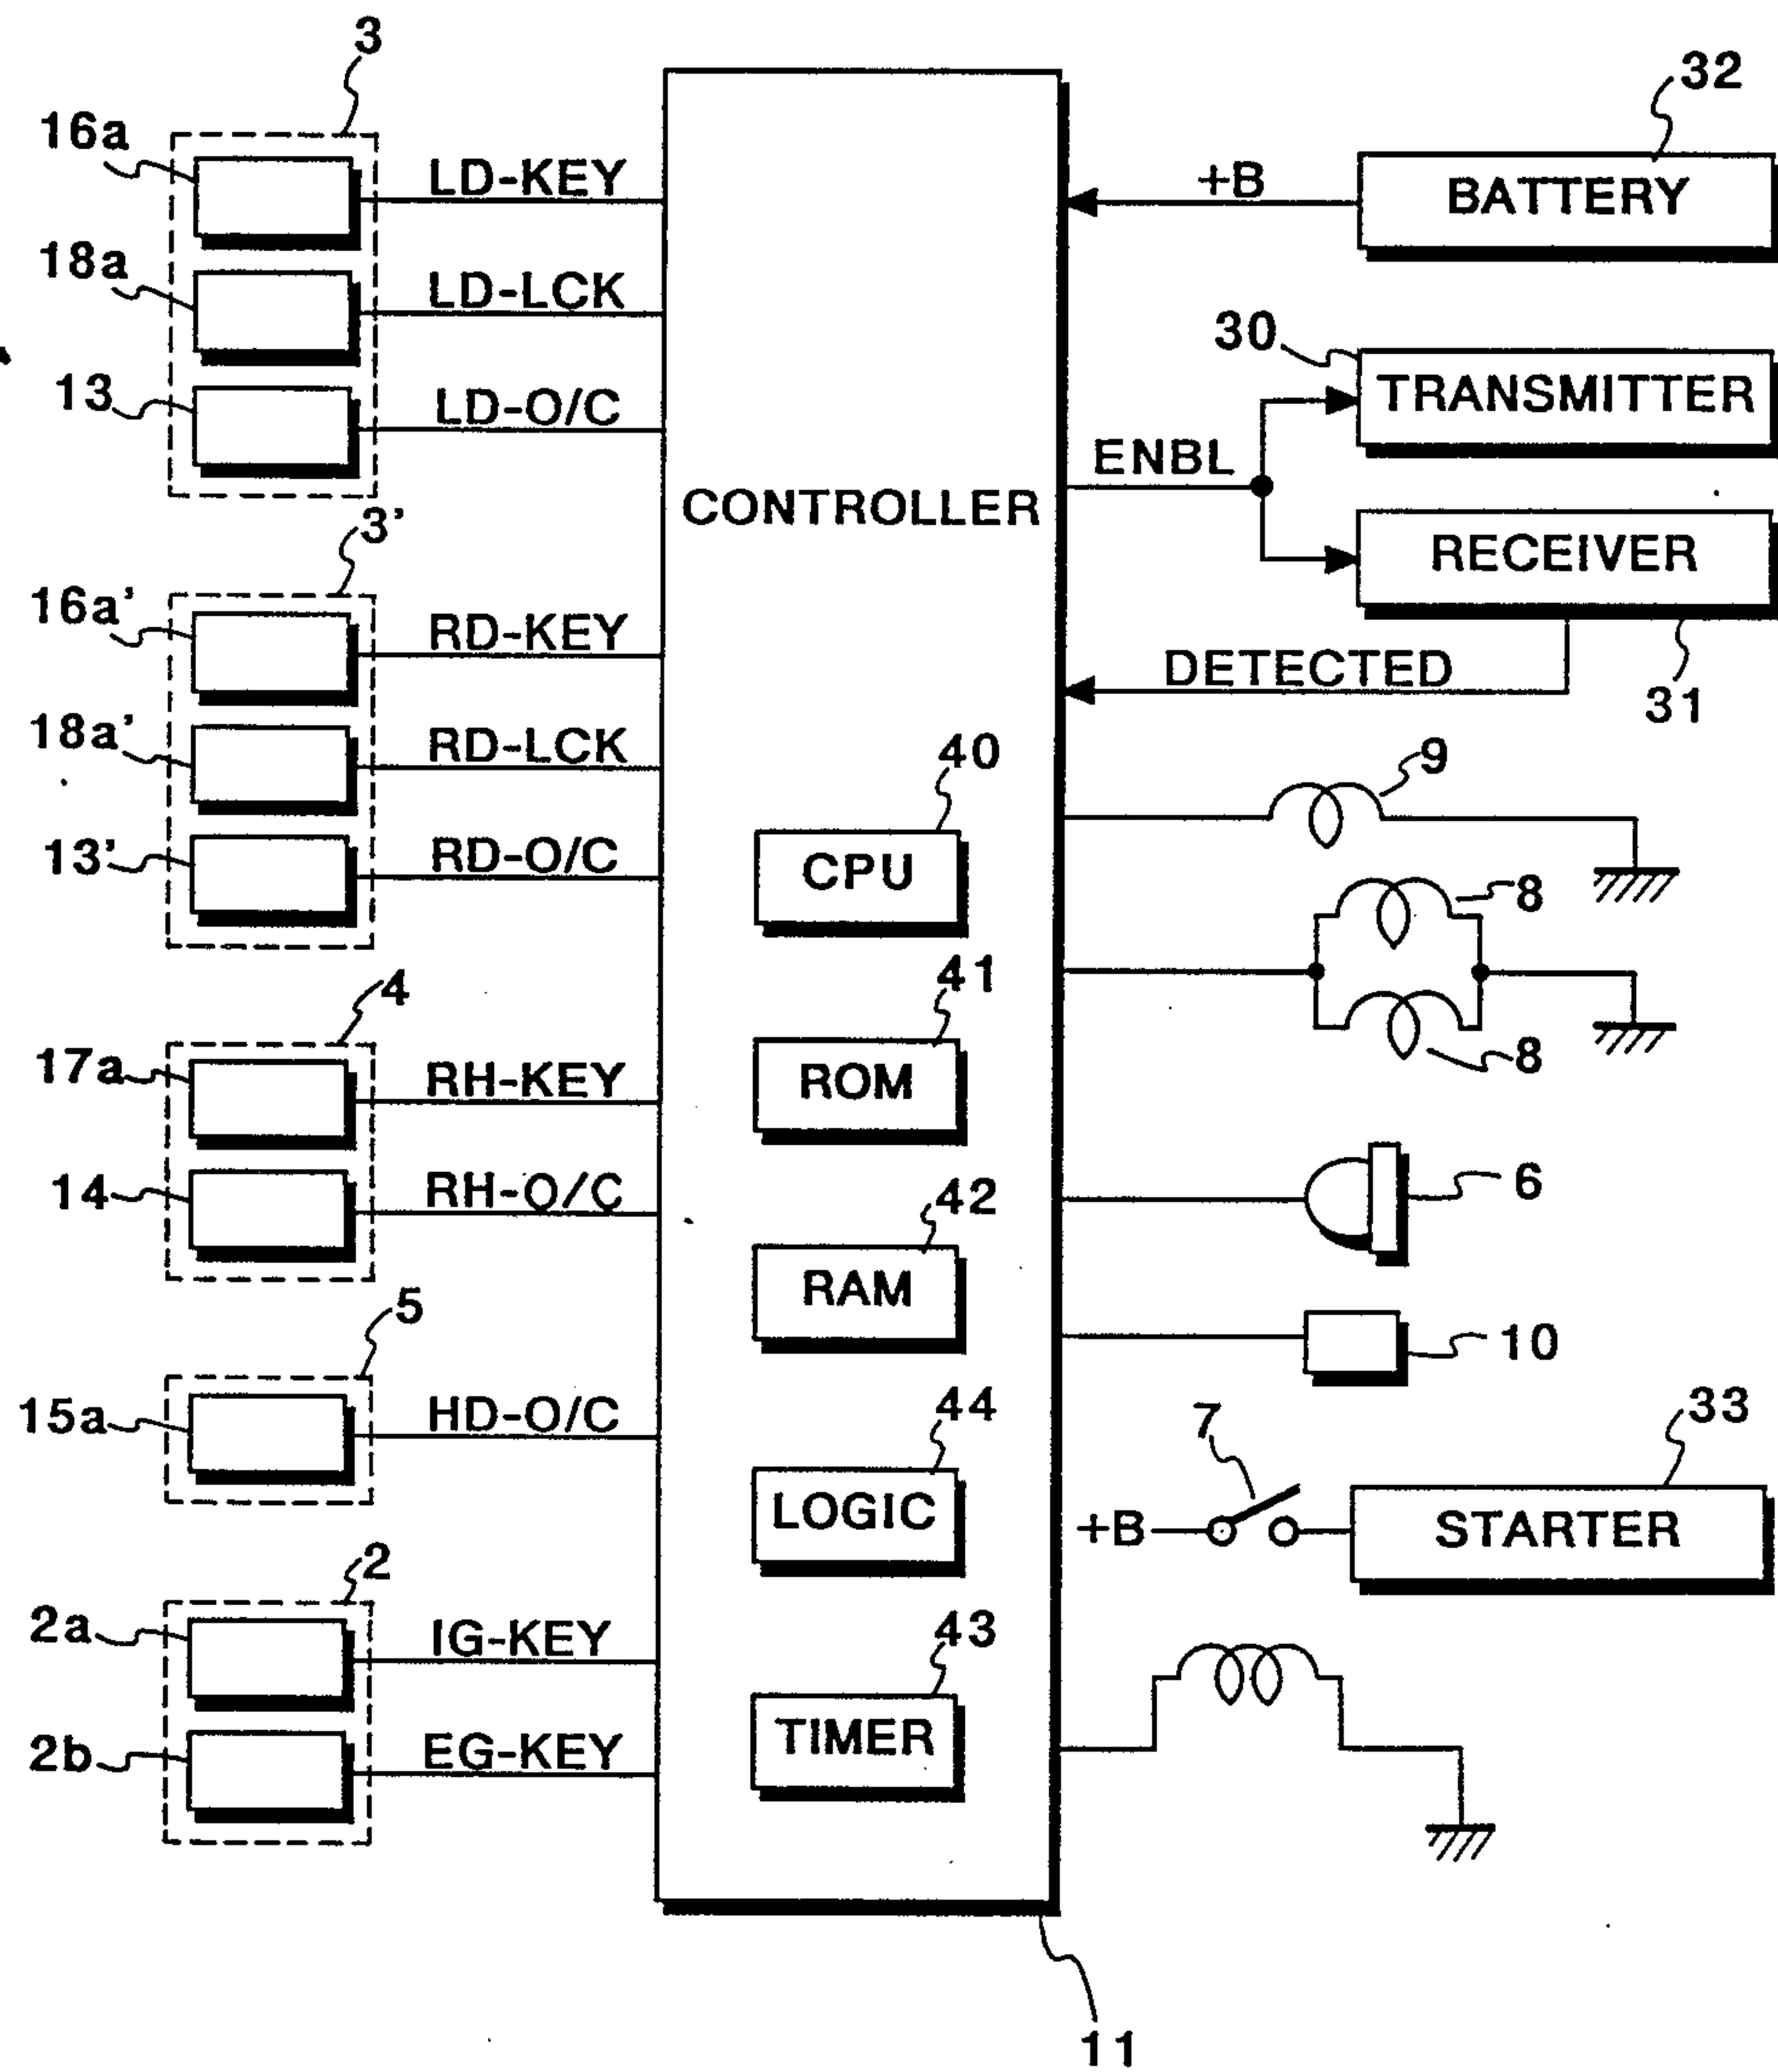 3
16a
LD-KEY
18a
LD-LCK
13
LD-O/C
3'
16a'
RD-KEY
18a'
RD-LCK
13'
RD-O/C
4
17a
RH-KEY
14
RH-O/C
5
15a
HD-O/C
2
2a
IG-KEY
2b
EG-KEY
CONTROLLER
40
CPU
41
ROM
42
RAM
44
LOGIC
43
TIMER
11
32
+B
BATTERY
30
TRANSMITTER
ENBL
RECEIVER
DETECTED
31
9
8
8
6
10
7
33
+B
STARTER